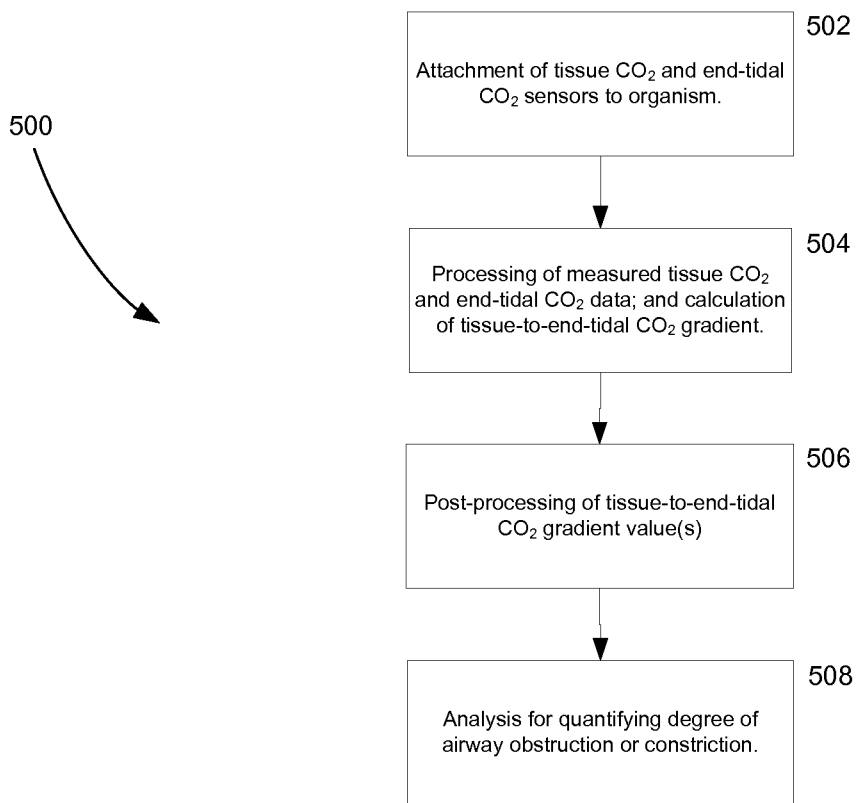 502
Attachment of tissue CO₂ and end-tidal
CO₂ sensors to organism.
500
504
Processing of measured tissue CO₂
and end-tidal CO₂ data; and calculation
of tissue-to-end-tidal CO₂ gradient.
506
Post-processing of tissue-to-end-tidal
CO₂ gradient value(s)
508
Analysis for quantifying degree of
airway obstruction or constriction.